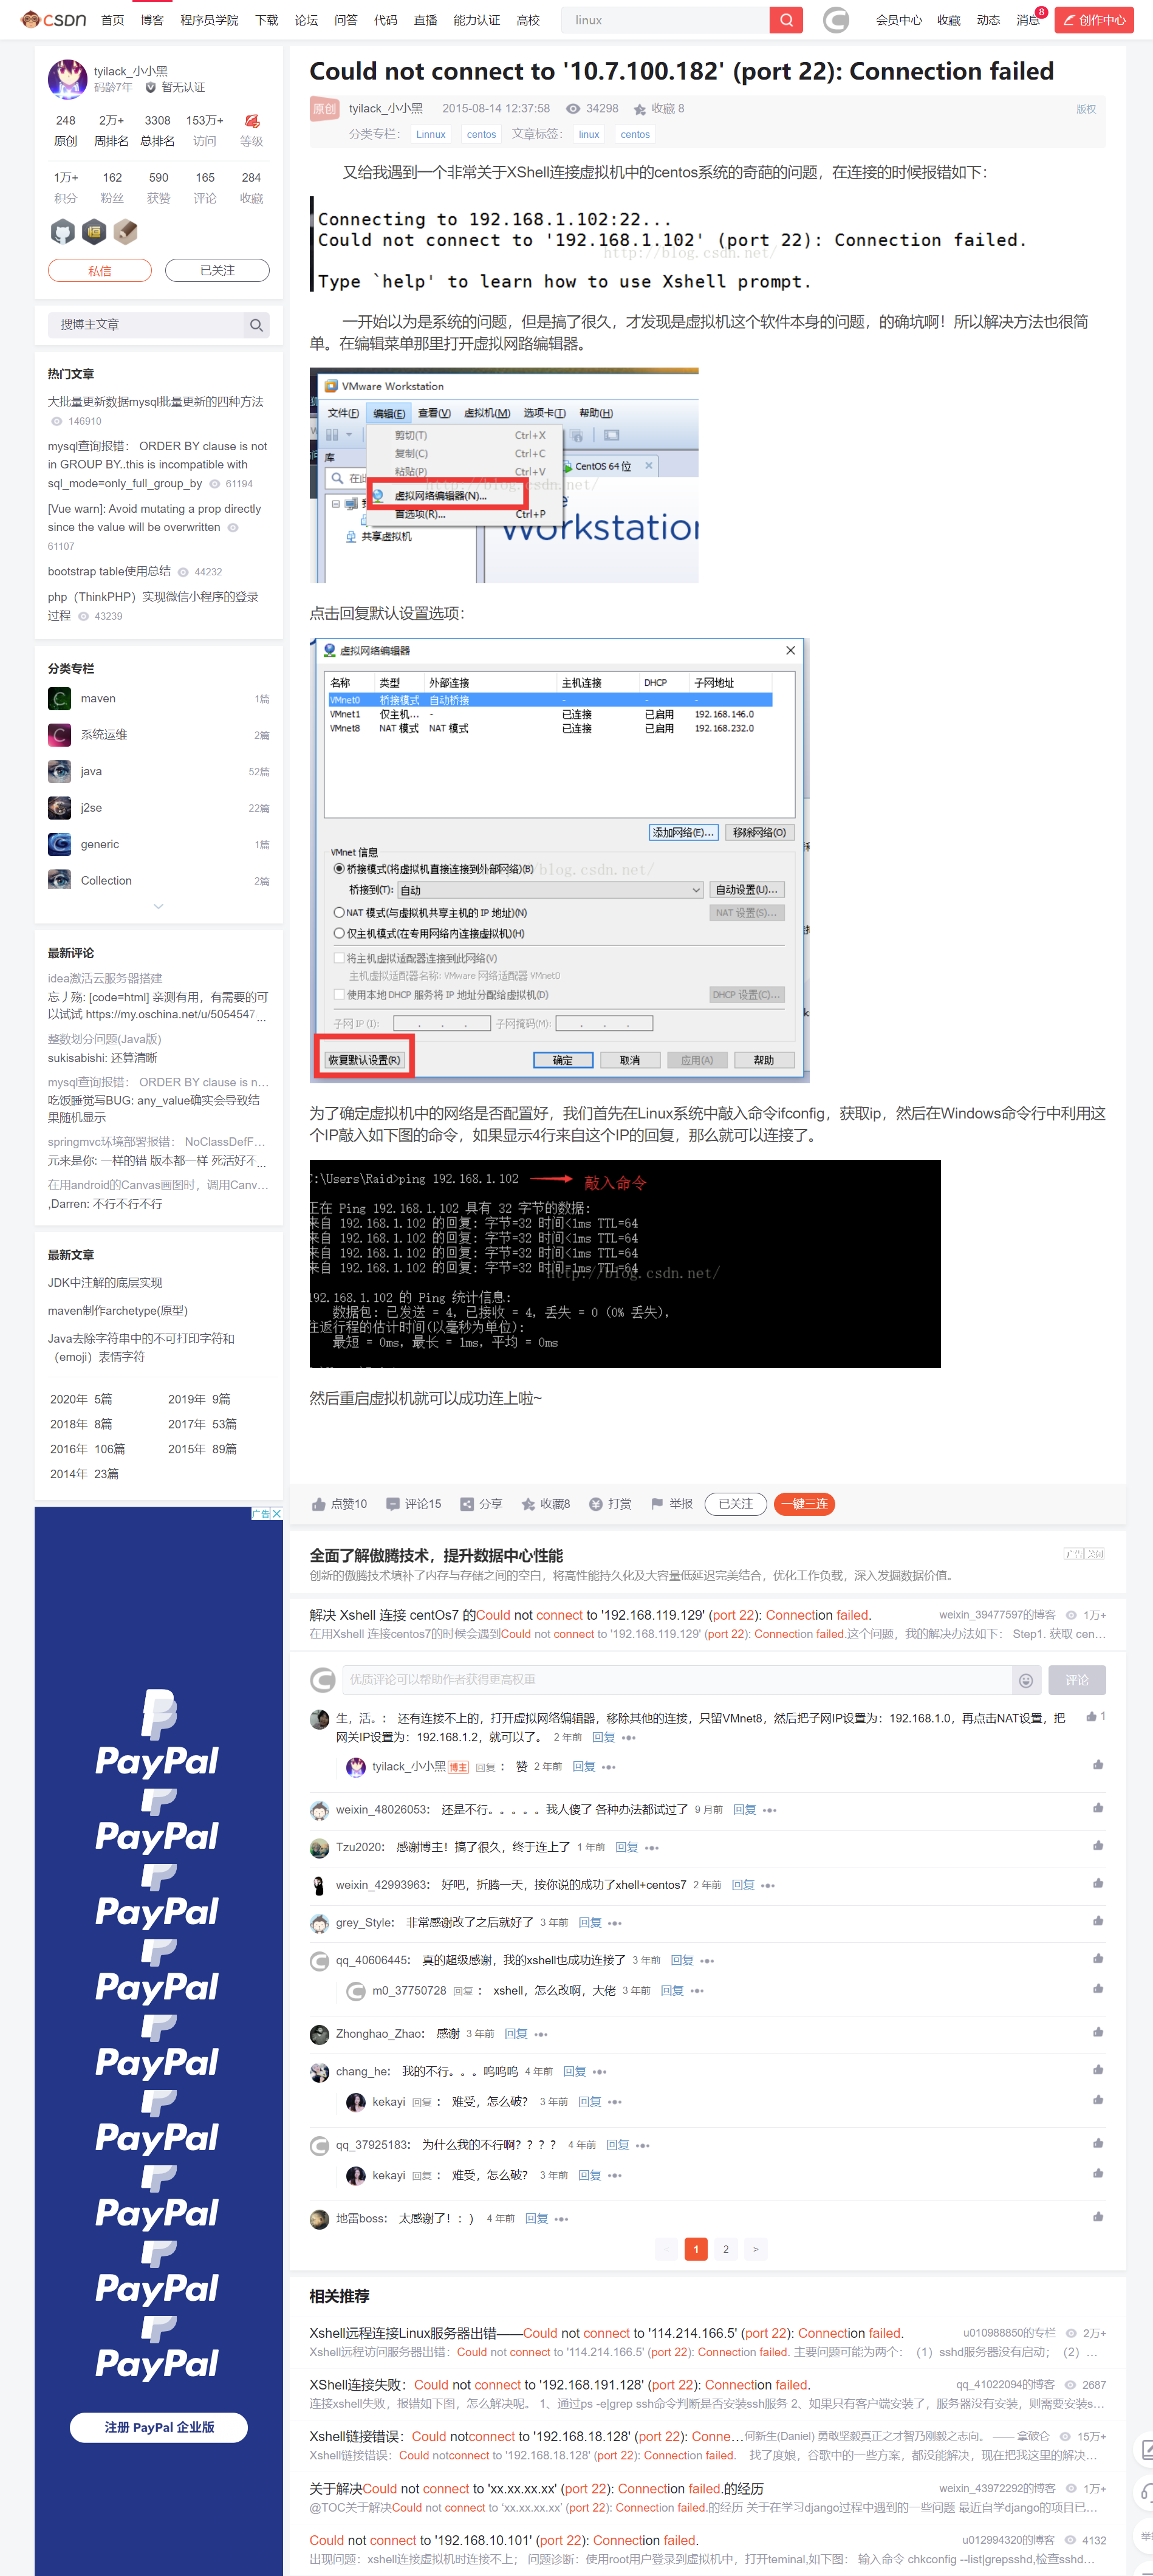 CSDN 首页 博客 程序员学院 下载 论坛 问答 代码 直播 能力认证 高校 linux 会员中心 收藏 动态 消息 8 创作中心
tyilack_小小黑
码龄7年 暂无认证
248 2万+ 3308 153万+
原创 周排名 总排名 访问 等级
1万+ 162 590 165 284
积分 粉丝 获赞 评论 收藏
私信 已关注
搜博主文章
热门文章
大批量更新数据mysql批量更新的四种方法
146910
mysql查询报错： ORDER BY clause is not
in GROUP BY..this is incompatible with
sql_mode=only_full_group_by 61194
[Vue warn]: Avoid mutating a prop directly
since the value will be overwritten
61107
bootstrap table使用总结 44232
php（ThinkPHP）实现微信小程序的登录
过程 43239
分类专栏
maven 1篇
系统运维 2篇
java 52篇
j2se 22篇
generic 1篇
Collection 2篇
最新评论
idea激活云服务器搭建
忘丿殇: [code=html] 亲测有用，有需要的可
以试试 https://my.oschina.net/u/5054547 ...
整数划分问题(Java版)
sukisabishi: 还算清晰
mysql查询报错： ORDER BY clause is n...
吃饭睡觉写BUG: any_value确实会导致结
果随机显示
springmvc环境部署报错： NoClassDefF...
元来是你: 一样的错 版本都一样 死活好不...
在用android的Canvas画图时，调用Canv...
,Darren: 不行不行不行
最新文章
JDK中注解的底层实现
maven制作archetype(原型)
Java去除字符串中的不可打印字符和
（emoji）表情字符
2020年 5篇 2019年 9篇
2018年 8篇 2017年 53篇
2016年 106篇 2015年 89篇
2014年 23篇
广告
PayPal
PayPal
PayPal
PayPal
PayPal
PayPal
PayPal
PayPal
PayPal
注册 PayPal 企业版
Could not connect to '10.7.100.182' (port 22): Connection failed
原创 tyilack_小小黑 2015-08-14 12:37:58 34298 收藏 8 版权
分类专栏： Linnux centos 文章标签： linux centos
又给我遇到一个非常关于XShell连接虚拟机中的centos系统的奇葩的问题，在连接的时候报错如下：
Connecting to 192.168.1.102:22...
Could not connect to '192.168.1.102' (port 22): Connection failed.
http://blog.csdn.net/
Type `help' to learn how to use Xshell prompt.
一开始以为是系统的问题，但是搞了很久，才发现是虚拟机这个软件本身的问题，的确坑啊！所以解决方法也很简
单。在编辑菜单那里打开虚拟网路编辑器。
VMware Workstation
文件(F) 编辑(E) 查看(V) 虚拟机(M) 选项卡(T) 帮助(H)
剪切(T) Ctrl+X
库 复制(C) Ctrl+C
粘贴(P) Ctrl+V CentOS 64 位
http://blog.csdn.net/
虚拟网络编辑器(N)...
首选项(R)... Ctrl+P
共享虚拟机 Workstation
点击回复默认设置选项：
虚拟网络编辑器
名称 类型 外部连接 主机连接 DHCP 子网地址
VMnet0 桥接模式 自动桥接 - - -
VMnet1 仅主机... - 已连接 已启用 192.168.146.0
VMnet8 NAT 模式 NAT 模式 已连接 已启用 192.168.232.0
添加网络(E)... 移除网络(O)
VMnet 信息
桥接模式(将虚拟机直接连接到外部网络)(B)
blog.csdn.net/
桥接到(T): 自动 自动设置(U)...
NAT 模式(与虚拟机共享主机的 IP 地址)(N) NAT 设置(S)...
仅主机模式(在专用网络内连接虚拟机)(H)
将主机虚拟适配器连接到此网络(V)
主机虚拟适配器名称: VMware 网络适配器 VMnet0
使用本地 DHCP 服务将 IP 地址分配给虚拟机(D) DHCP 设置(C)...
子网 IP (I): . . . 子网掩码(M): . . .
恢复默认设置(R) 确定 取消 应用(A) 帮助
为了确定虚拟机中的网络是否配置好，我们首先在Linux系统中敲入命令ifconfig，获取ip，然后在Windows命令行中利用这
个IP敲入如下图的命令，如果显示4行来自这个IP的回复，那么就可以连接了。
C:\Users\Raid>ping 192.168.1.102 敲入命令
正在 Ping 192.168.1.102 具有 32 字节的数据:
来自 192.168.1.102 的回复: 字节=32 时间<1ms TTL=64
来自 192.168.1.102 的回复: 字节=32 时间<1ms TTL=64
来自 192.168.1.102 的回复: 字节=32 时间<1ms TTL=64
来自 192.168.1.102 的回复: 字节=32 时间=1ms TTL=64
http://blog.csdn.net/
192.168.1.102 的 Ping 统计信息:
数据包: 已发送 = 4，已接收 = 4，丢失 = 0 (0% 丢失)，
往返行程的估计时间(以毫秒为单位):
最短 = 0ms，最长 = 1ms，平均 = 0ms
然后重启虚拟机就可以成功连上啦~
点赞10 评论15 分享 收藏8 打赏 举报 已关注 一键三连
全面了解傲腾技术，提升数据中心性能 广告 关闭
创新的傲腾技术填补了内存与存储之间的空白，将高性能持久化及大容量低延迟完美结合，优化工作负载，深入发掘数据价值。
解决 Xshell 连接 centOs7 的Could not connect to '192.168.119.129' (port 22): Connection failed. weixin_39477597的博客 1万+
在用Xshell 连接centos7的时候会遇到Could not connect to '192.168.119.129' (port 22): Connection failed.这个问题，我的解决办法如下： Step1. 获取 cen...
优质评论可以帮助作者获得更高权重 评论
生，活。： 还有连接不上的，打开虚拟网络编辑器，移除其他的连接，只留VMnet8，然后把子网IP设置为：192.168.1.0，再点击NAT设置，把 1
网关IP设置为：192.168.1.2，就可以了。 2 年前 回复
tyilack_小小黑 博主 回复： 赞 2 年前 回复
weixin_48026053： 还是不行。。。。。我人傻了 各种办法都试过了 9 月前 回复
Tzu2020： 感谢博主！搞了很久，终于连上了 1 年前 回复
weixin_42993963： 好吧，折腾一天，按你说的成功了xhell+centos7 2 年前 回复
grey_Style： 非常感谢改了之后就好了 3 年前 回复
qq_40606445： 真的超级感谢，我的xshell也成功连接了 3 年前 回复
m0_37750728 回复： xshell，怎么改啊，大佬 3 年前 回复
Zhonghao_Zhao： 感谢 3 年前 回复
chang_he： 我的不行。。。呜呜呜 4 年前 回复
kekayi 回复： 难受，怎么破？ 3 年前 回复
qq_37925183： 为什么我的不行啊？？？？ 4 年前 回复
kekayi 回复： 难受，怎么破？ 3 年前 回复
地雷boss： 太感谢了！：） 4 年前 回复
< 1 2 >
相关推荐
Xshell远程连接Linux服务器出错——Could not connect to '114.214.166.5' (port 22): Connection failed. u010988850的专栏 2万+
Xshell远程访问服务器出错：Could not connect to '114.214.166.5' (port 22): Connection failed. 主要问题可能为两个：（1）sshd服务器没有启动；（2）...
XShell连接失败：Could not connect to '192.168.191.128' (port 22): Connection failed. qq_41022094的博客 2687
连接xshell失败，报错如下图，怎么解决呢。 1、通过ps -e|grep ssh命令判断是否安装ssh服务 2、如果只有客户端安装了，服务器没有安装，则需要安装s...
Xshell链接错误：Could notconnect to '192.168.18.128' (port 22): Conne... 何新生(Daniel) 勇敢坚毅真正之才智乃刚毅之志向。 —— 拿破仑 15万+
Xshell链接错误：Could notconnect to '192.168.18.128' (port 22): Connection failed. 找了度娘，谷歌中的一些方案，都没能解决，现在把我这里的解决...
关于解决Could not connect to 'xx.xx.xx.xx' (port 22): Connection failed.的经历 weixin_43972292的博客 1万+
@TOC关于解决Could not connect to 'xx.xx.xx.xx' (port 22): Connection failed.的经历 关于在学习django过程中遇到的一些问题 最近自学django的项目已...
Could not connect to '192.168.10.101' (port 22): Connection failed. u012994320的博客 4132
出现问题：xshell连接虚拟机时连接不上； 问题诊断：使用root用户登录到虚拟机中，打开teminal,如下图： 输入命令 chkconfig --list|grepsshd,检查sshd...